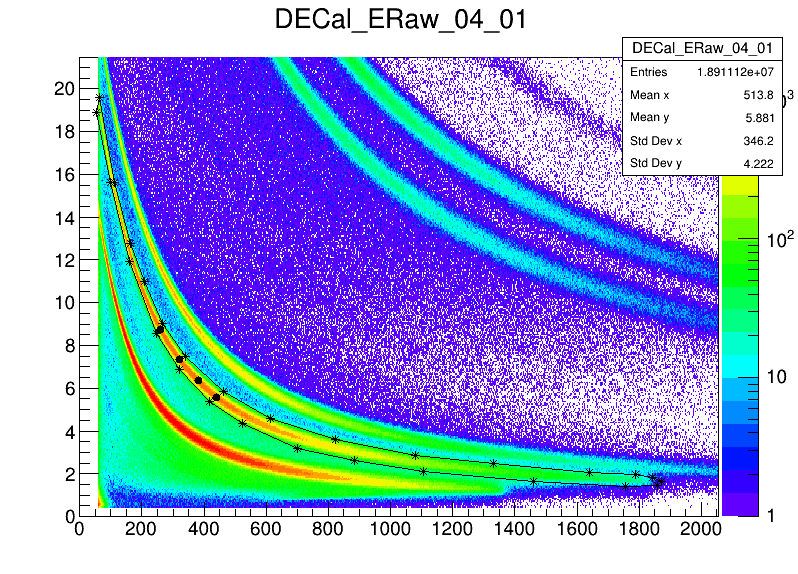 DECal_ERaw_04_01
DECal_ERaw_04_01
Entries 1.891112e+07
Mean x 513.8
Mean y 5.881
Std Dev x 346.2
Std Dev y 4.222
20
18
16
14
12
10
8
6
4
2
0
0 200 400 600 800 1000 1200 1400 1600 1800 2000
10²
10
1